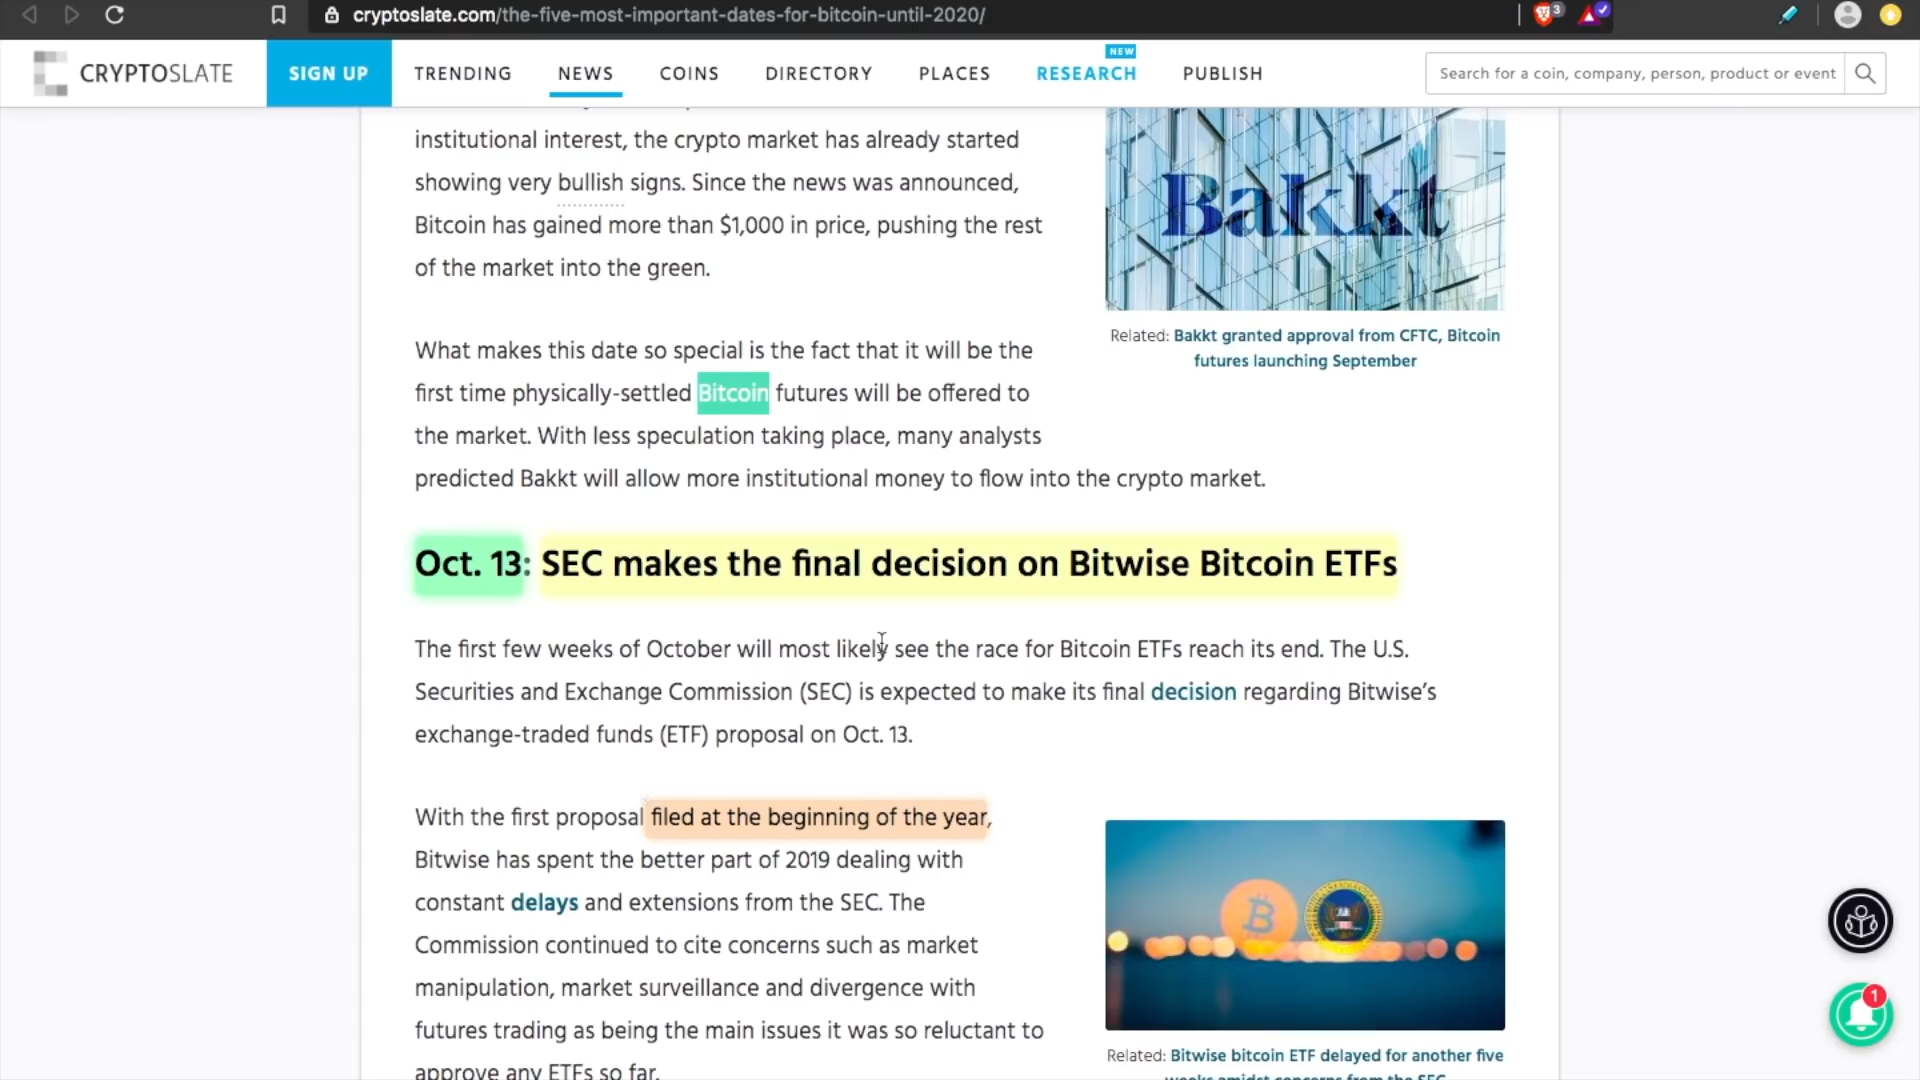 cryptoslate.com/the-five-most-important-dates-for-bitcoin-until-2020/
3
CRYPTOSLATE
SIGN UP
TRENDING
NEWS
COINS
DIRECTORY
PLACES
NEW
RESEARCH
PUBLISH
Search for a coin, company, person, product or event
institutional interest, the crypto market has already started
showing very bullish signs. Since the news was announced,
Bitcoin has gained more than $1,000 in price, pushing the rest
of the market into the green.
Bakkt
Related: Bakkt granted approval from CFTC, Bitcoin
futures launching September
What makes this date so special is the fact that it will be the
first time physically-settled Bitcoin futures will be offered to
the market. With less speculation taking place, many analysts
predicted Bakkt will allow more institutional money to flow into the crypto market.
Oct. 13: SEC makes the final decision on Bitwise Bitcoin ETFs
The first few weeks of October will most likely see the race for Bitcoin ETFs reach its end. The U.S.
Securities and Exchange Commission (SEC) is expected to make its final decision regarding Bitwise’s
exchange-traded funds (ETF) proposal on Oct. 13.
With the first proposal filed at the beginning of the year,
Bitwise has spent the better part of 2019 dealing with
constant delays and extensions from the SEC. The
Commission continued to cite concerns such as market
manipulation, market surveillance and divergence with
futures trading as being the main issues it was so reluctant to
approve any ETFs so far.
Related: Bitwise bitcoin ETF delayed for another five
weeks amidst concerns from the SEC
1